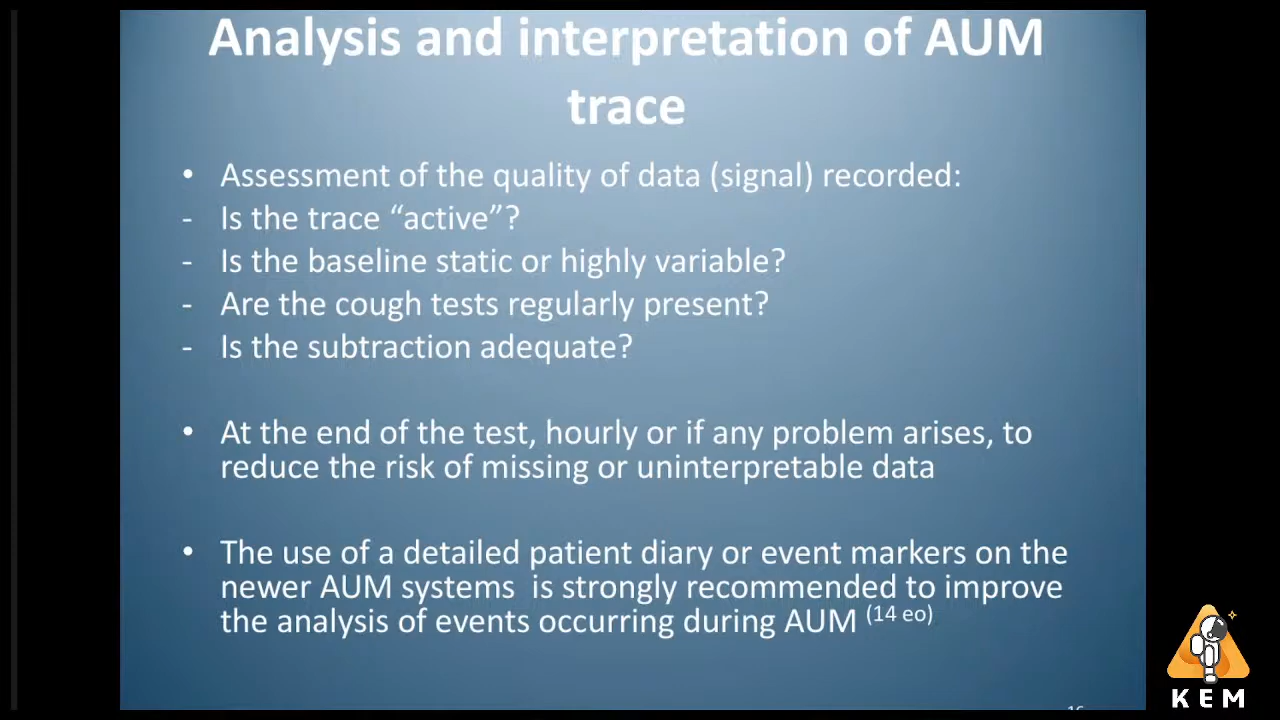 Analysis and interpretation of AUM
trace
• Assessment of the quality of data (signal) recorded:
- Is the trace “active”?
- Is the baseline static or highly variable?
- Are the cough tests regularly present?
- Is the subtraction adequate?
• At the end of the test, hourly or if any problem arises, to
reduce the risk of missing or uninterpretable data
• The use of a detailed patient diary or event markers on the
newer AUM systems is strongly recommended to improve
the analysis of events occurring during AUM (14 eo)
KEM